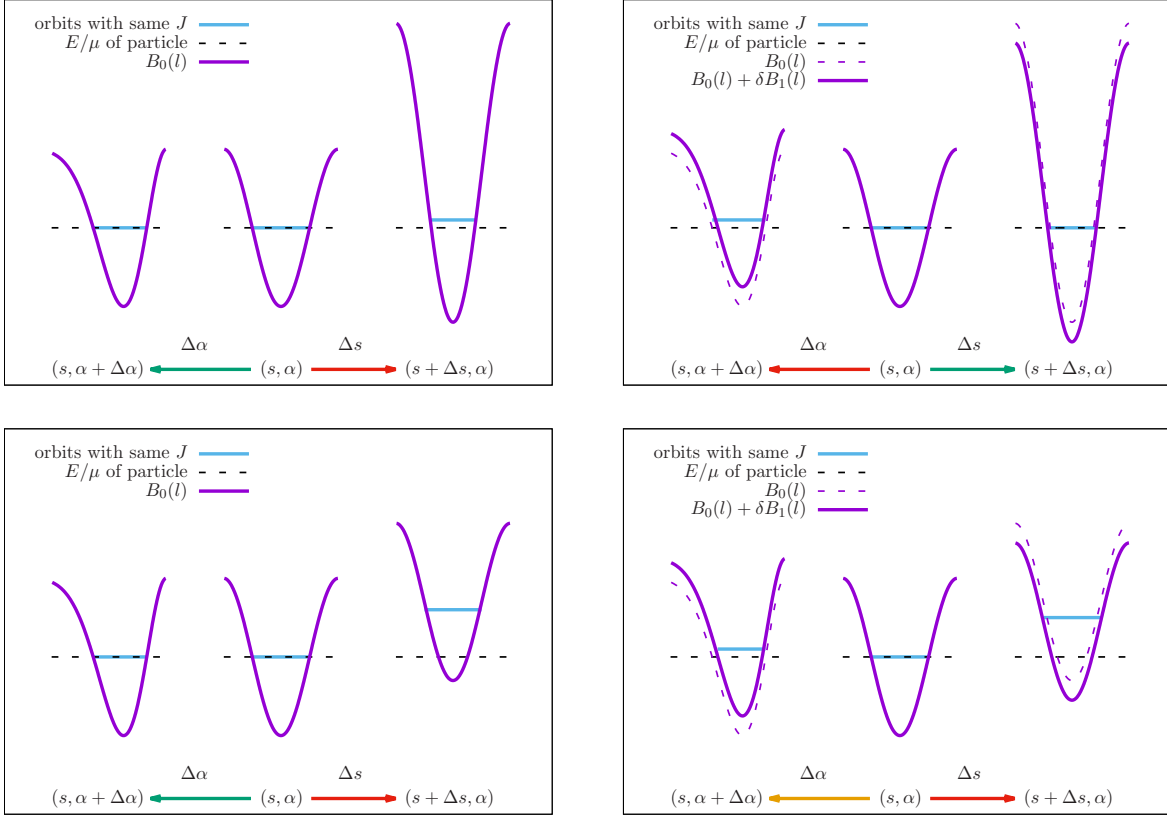 orbits with same J
E/μ of particle
B₀(l)
Δα Δs
(s, α + Δα) (s, α) (s + Δs, α)
orbits with same J
E/μ of particle
B₀(l)
B₀(l) + δB₁(l)
Δα Δs
(s, α + Δα) (s, α) (s + Δs, α)
orbits with same J
E/μ of particle
B₀(l)
Δα Δs
(s, α + Δα) (s, α) (s + Δs, α)
orbits with same J
E/μ of particle
B₀(l)
B₀(l) + δB₁(l)
Δα Δs
(s, α + Δα) (s, α) (s + Δs, α)